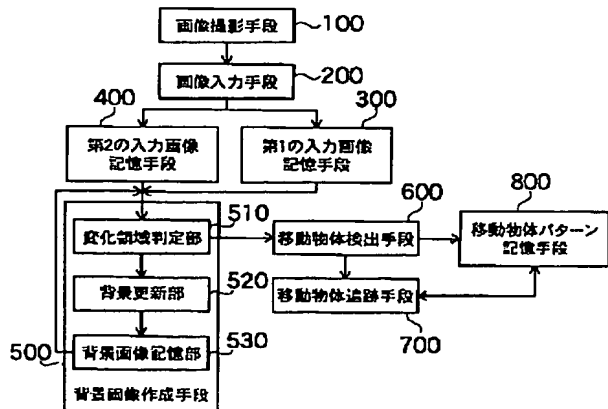 画像撮影手段
100
画像入力手段
200
400
300
第2の入力画像
記憶手段
第1の入力画像
記憶手段
510
600
800
変化領域判定部
移動物体検出手段
移動物体パターン
記憶手段
520
背景更新部
移動物体追跡手段
700
530
背景画像記憶部
500
背景画像作成手段